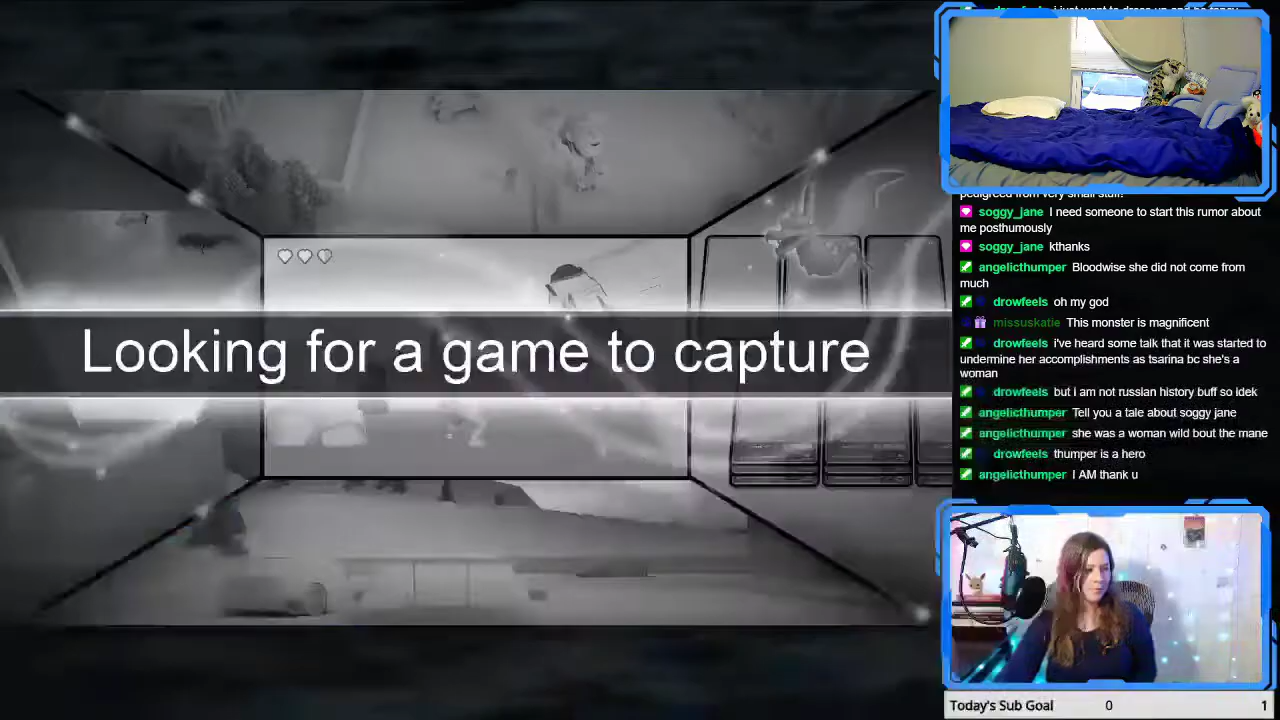 Looking for a game to capture
soggy_jane I need someone to start this rumor about
me posthumously
soggy_jane kthanks
angelicthumper Bloodwise she did not come from
much
drowfeels oh my god
missuskatie This monster is magnificent
drowfeels i've heard some talk that it was started to
undermine her accomplishments as tsarina bc she's a
woman
drowfeels but i am not russian history buff so idek
angelicthumper Tell you a tale about soggy jane
angelicthumper she was a woman wild bout the mane
drowfeels thumper is a hero
angelicthumper I AM thank u
Today's Sub Goal 0 1